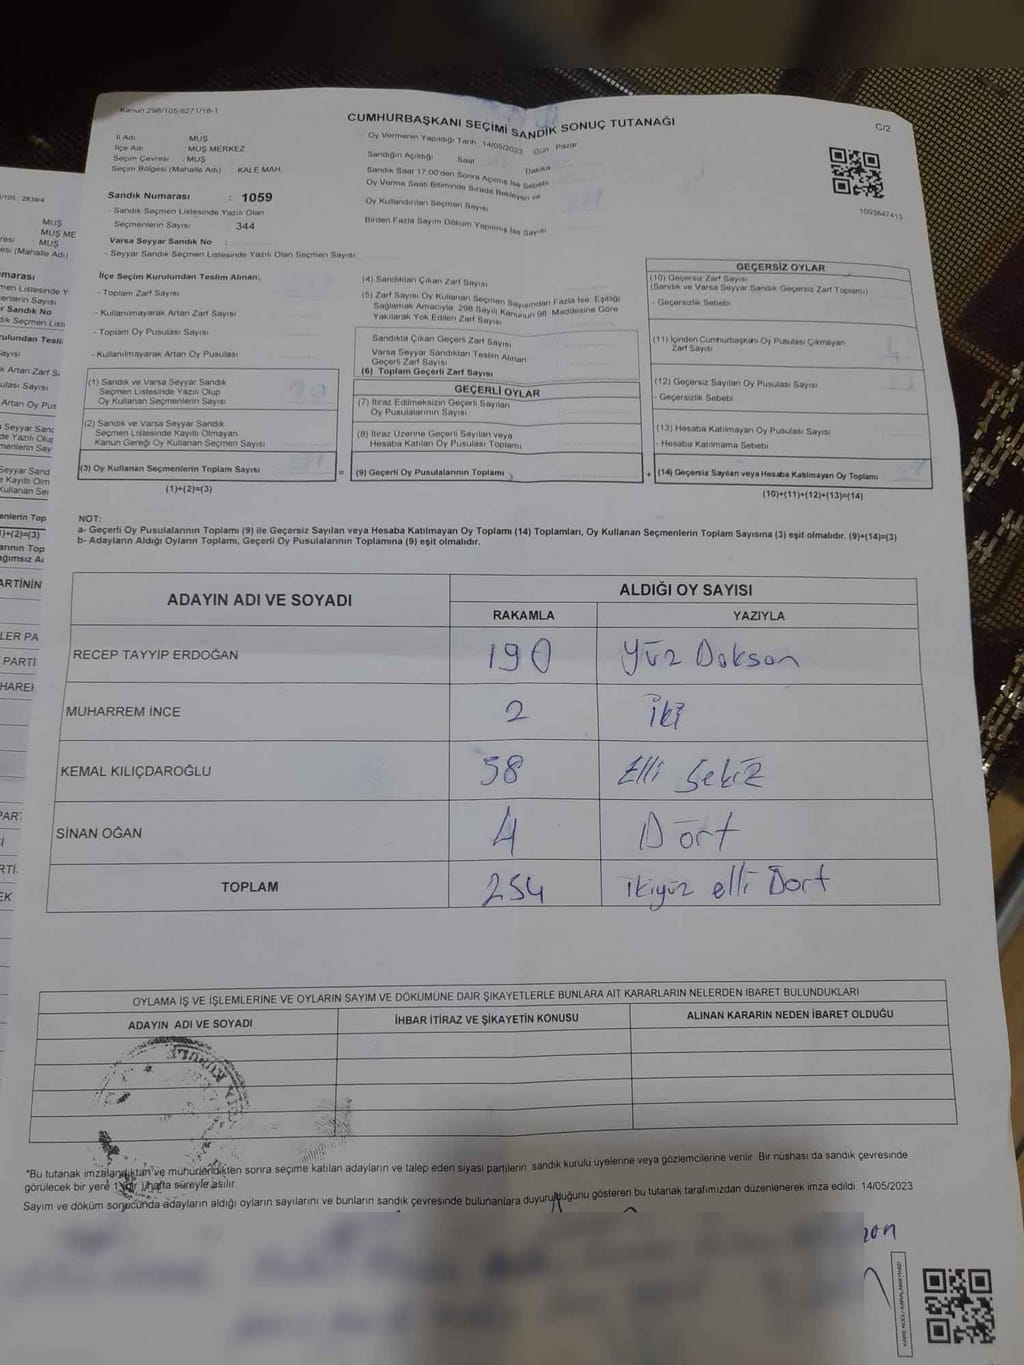 Kanun:298/105:6271/18-1
CUMHURBAŞKANI SEÇİMİ SANDIK SONUÇ TUTANAĞI
C/2
İl Adı MUŞ
İlçe Adı MUŞ MERKEZ
Seçim Çevresi : MUŞ
Seçim Bölgesi (Mahalle Adı) KALE MAH
Sandık Numarası : 1059
- Sandık Seçmen Listesinde Yazılı Olan
Seçmenlerin Sayısı : 344
Varsa Seyyar Sandık No :
- Seyyar Sandık Seçmen Listesinde Yazılı Olan Seçmen Sayısı
Oy Vermenin Yapıldığı Tarih 14/05/2023 Gün Pazar
Sandığın Açıldığı Saat Dakika
Sandık Saat 17.00'den Sonra Açımış İse Sebebi
Oy Verme Saati Bitiminde Sırada Bekleyen ve
Oy Kullandırılan Seçmen Sayısı
Birden Fazla Sayım Döküm Yapılmış İse Sayısı
1093847413
İlçe Seçim Kurulundan Teslim Alınan;
- Toplam Zarf Sayısı
- Kullanılmayarak Artan Zarf Sayısı
- Toplam Oy Pusulası Sayısı
- Kullanılmayarak Artan Oy Pusulası
(1) Sandık ve Varsa Seyyar Sandık
Seçmen Listesinde Yazılı Olup
Oy Kullanan Seçmenlerin Sayısı
(2) Sandık ve Varsa Seyyar Sandık
Seçmen Listesinde Kayıtlı Olmayan
Kanun Gereği Oy Kullanan Seçmen Sayısı
(3) Oy Kullanan Seçmenlerin Toplam Sayısı
(1)+(2)=(3)
(4) Sandıktan Çıkan Zarf Sayısı
(5) Zarf Sayısı Oy Kullanan Seçmen Sayısından Fazla İse, Eşitliği
Sağlamak Amacıyla, 298 Sayılı Kanunun 98. Maddesine Göre
Yakılarak Yok Edilen Zarf Sayısı
Sandıkta Çıkan Geçerli Zarf Sayısı
Varsa Seyyar Sandıktan Teslim Alınan
Geçerli Zarf Sayısı
(6) Toplam Geçerli Zarf Sayısı
GEÇERLİ OYLAR
(7) İtiraz Edilmeksizin Geçerli Sayılan
Oy Pusulalarının Sayısı
(8) İtiraz Üzerine Geçerli Sayılan veya
Hesaba Katılan Oy Pusulası Toplamı
= (9) Geçerli Oy Pusulalarının Toplamı
GEÇERSİZ OYLAR
(10) Geçersiz Zarf Sayısı
(Sandık ve Varsa Seyyar Sandık Geçersiz Zarf Toplamı)
- Geçersizlik Sebebi
(11) İçinden Cumhurbaşkanı Oy Pusulası Çıkmayan
Zarf Sayısı
(12) Geçersiz Sayılan Oy Pusulası Sayısı
- Geçersizlik Sebebi
(13) Hesaba Katılmayan Oy Pusulası Sayısı
- Hesaba Katılmama Sebebi
+ (14) Geçersiz Sayılan veya Hesaba Katılmayan Oy Toplamı
(10)+(11)+(12)+(13)=(14)
NOT:
a- Geçerli Oy Pusulalarının Toplamı (9) ile Geçersiz Sayılan veya Hesaba Katılmayan Oy Toplamı (14) Toplamları, Oy Kullanan Seçmenlerin Toplam Sayısına (3) eşit olmalıdır. (9)+(14)=(3)
b- Adayların Aldığı Oyların Toplamı, Geçerli Oy Pusulalarının Toplamına (9) eşit olmalıdır.
ADAYIN ADI VE SOYADI
ALDIĞI OY SAYISI
RAKAMLA YAZIYLA
RECEP TAYYİP ERDOĞAN 190 Yüz Doksan
MUHARREM İNCE 2 İki
KEMAL KILIÇDAROĞLU 58 Elli Sekiz
SİNAN OĞAN 4 Dört
TOPLAM 254 ikiyüz elli Dört
OYLAMA İŞ VE İŞLEMLERİNE VE OYLARIN SAYIM VE DÖKÜMÜNE DAİR ŞİKAYETLERLE BUNLARA AİT KARARLARIN NELERDEN İBARET BULUNDUKLARI
ADAYIN ADI VE SOYADI İHBAR İTİRAZ VE ŞİKAYETİN KONUSU ALINAN KARARIN NEDEN İBARET OLDUĞU
*Bu tutanak imzalandıktan ve mühürlendikten sonra seçime katılan adayların ve talep eden siyasi partilerin sandık kurulu üyelerine veya gözlemcilerine verilir. Bir nüshası da sandık çevresinde
görülecek bir yere 1 hafta süreyle asılır.
Sayım ve döküm sonucunda adayların aldığı oyların sayılarını ve bunların sandık çevresinde bulunanlara duyurulduğunu gösteren bu tutanak tarafımızdan düzenlenerek imza edildi. 14/05/2023